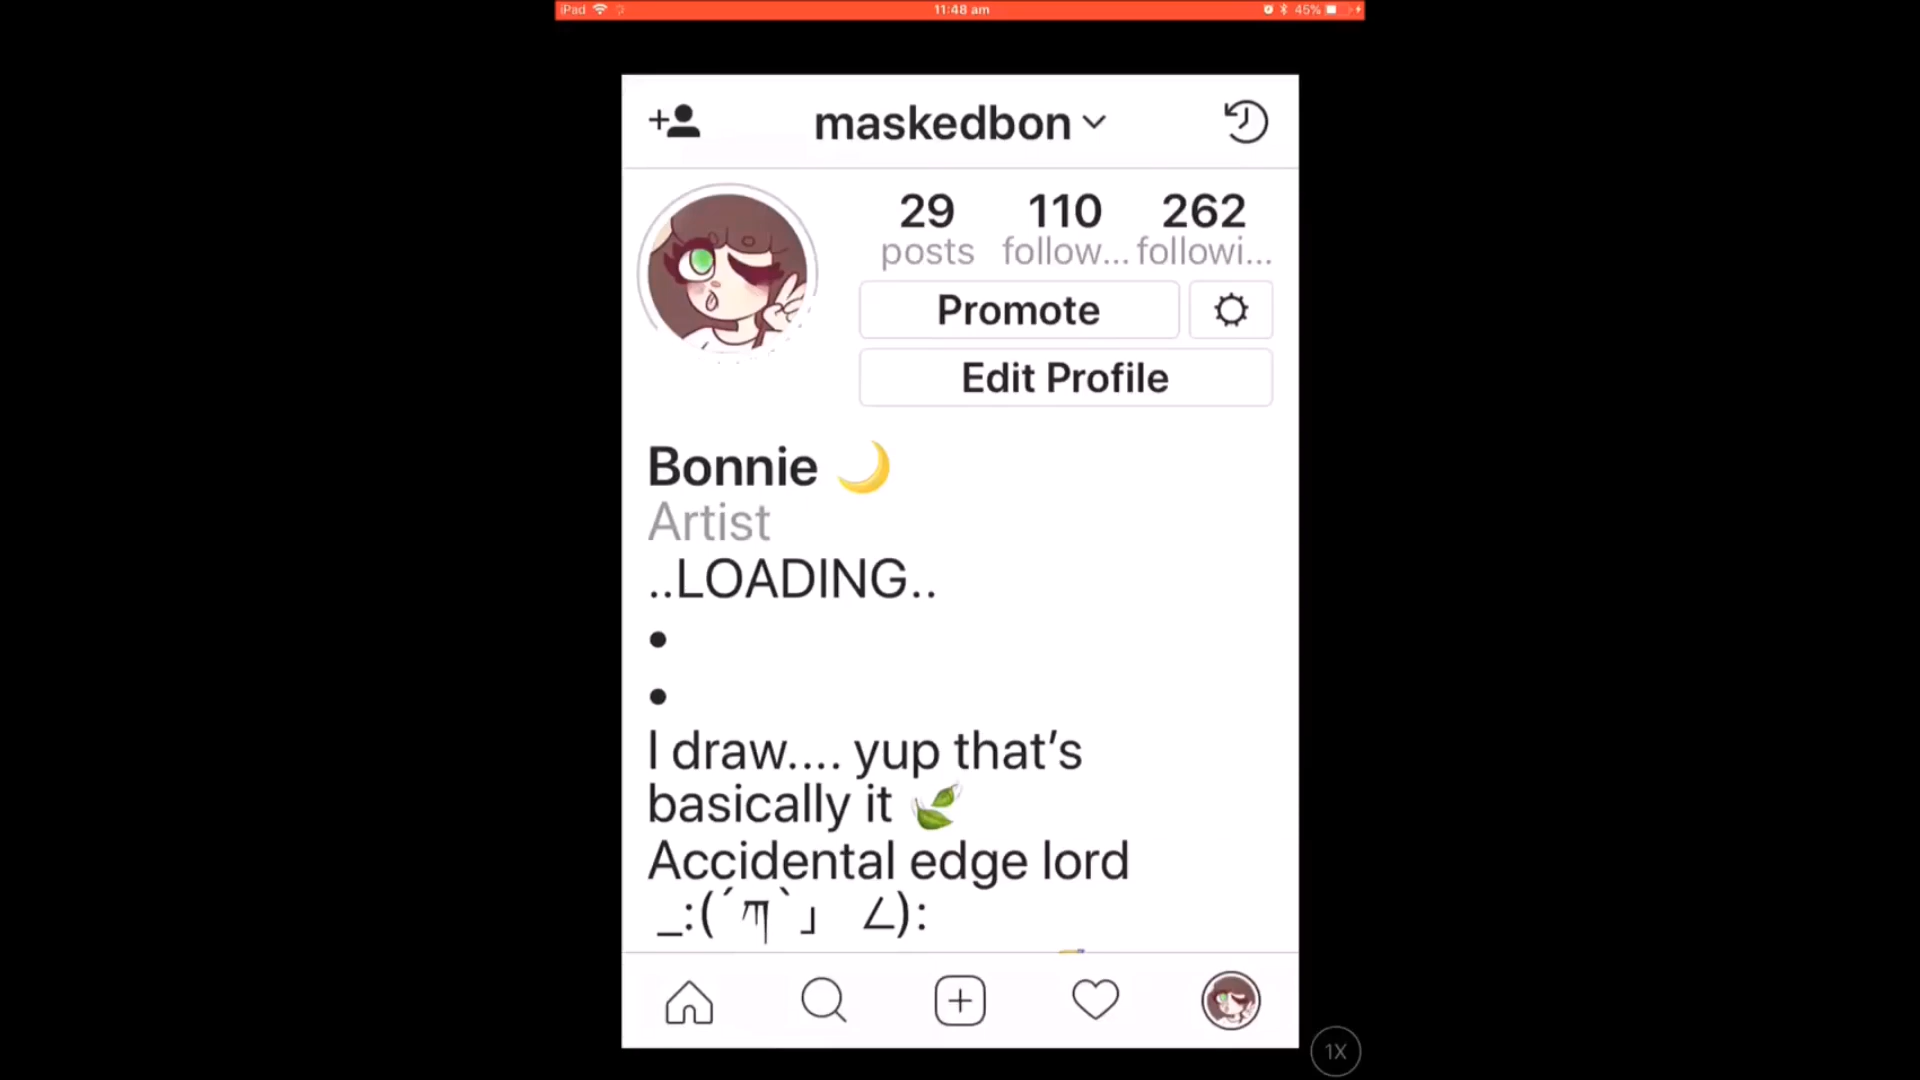 iPad 11:48 am 45%
maskedbon
29 110 262
posts follow... followi...
Promote
Edit Profile
Bonnie 🌙
Artist
..LOADING..
•
•
I draw.... yup that’s
basically it 🍃
Accidental edge lord
_:(´ཀ`」 ∠):
1X